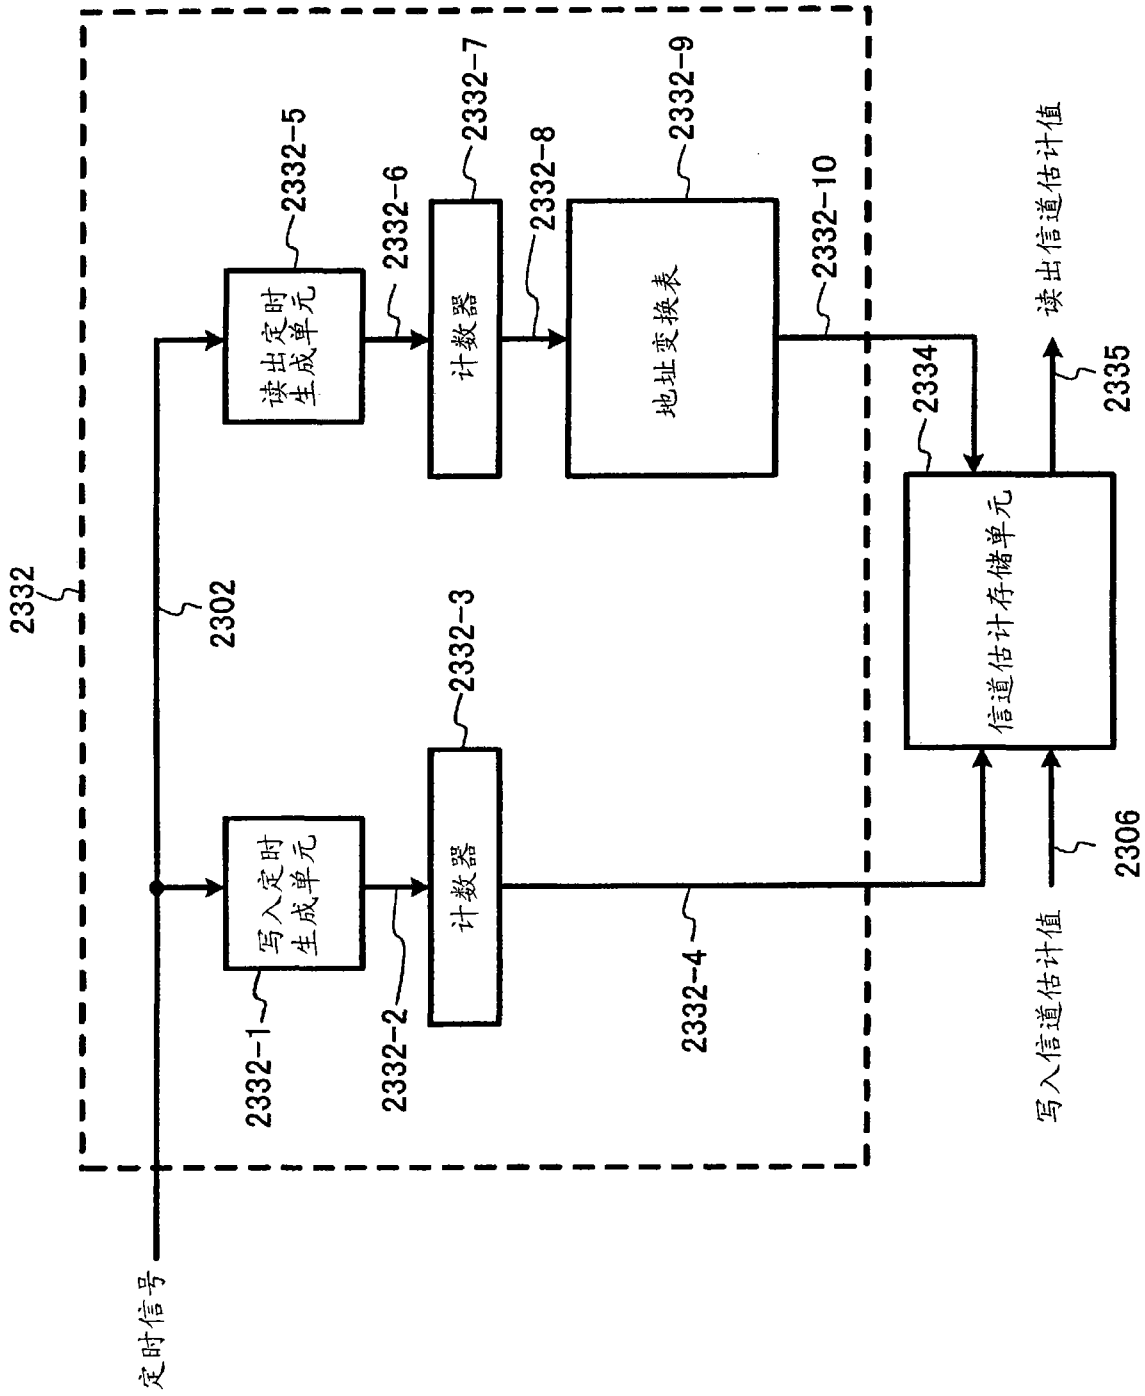 2332
定时信号
2302
写入定时
生成单元
2332-1
2332-2
计数器
2332-3
2332-4
读出定时
生成单元
2332-5
2332-6
计数器
2332-7
2332-8
地址变换表
2332-9
2332-10
写入信道估计值
2306
信道估计存储单元
2334
2335
读出信道估计值